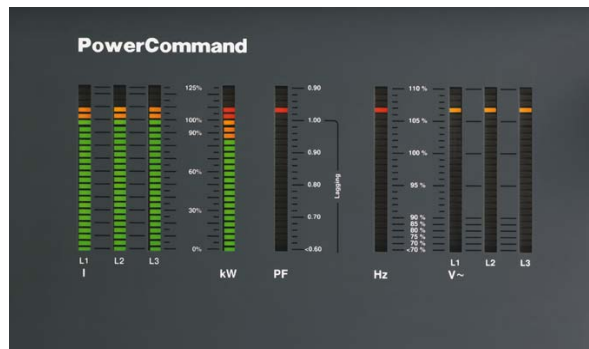 PowerCommand
125%
100%
90%
60%
30%
0%
L1 L2 L3
I
kW
0.90
1.00
0.90
0.80
0.70
<0.60
Lagging
PF
110 %
105 %
100 %
95 %
90 %
85 %
80 %
75 %
70 %
<70 %
Hz
L1 L2 L3
V~